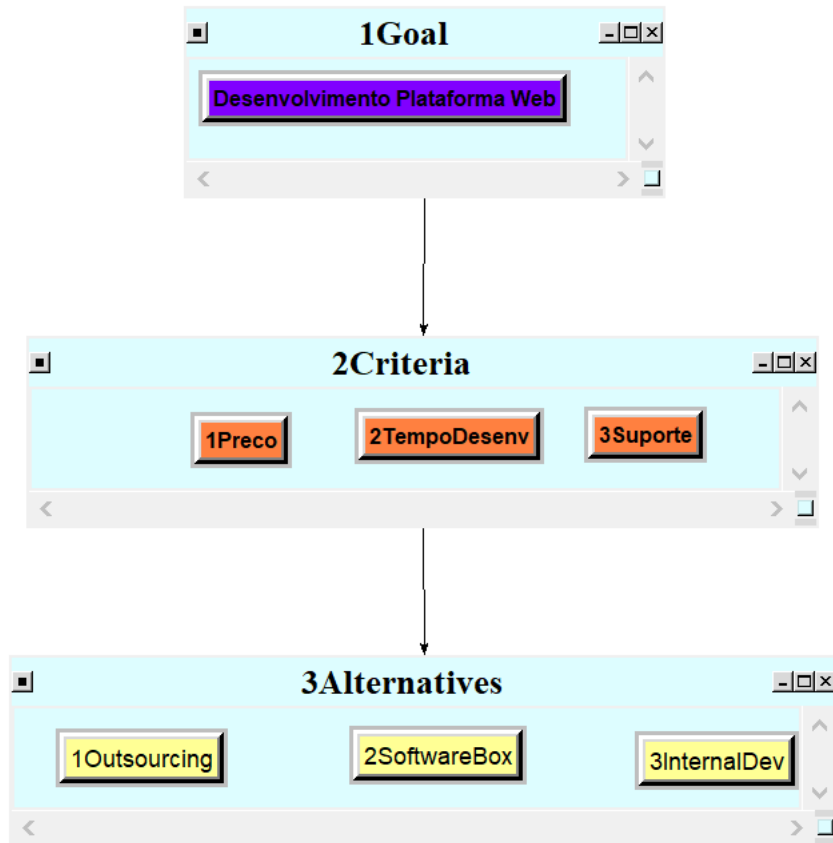 1Goal
Desenvolvimento Plataforma Web
2Criteria
1Preco 2TempoDesenv 3Suporte
3Alternatives
1Outsourcing 2SoftwareBox 3InternalDev